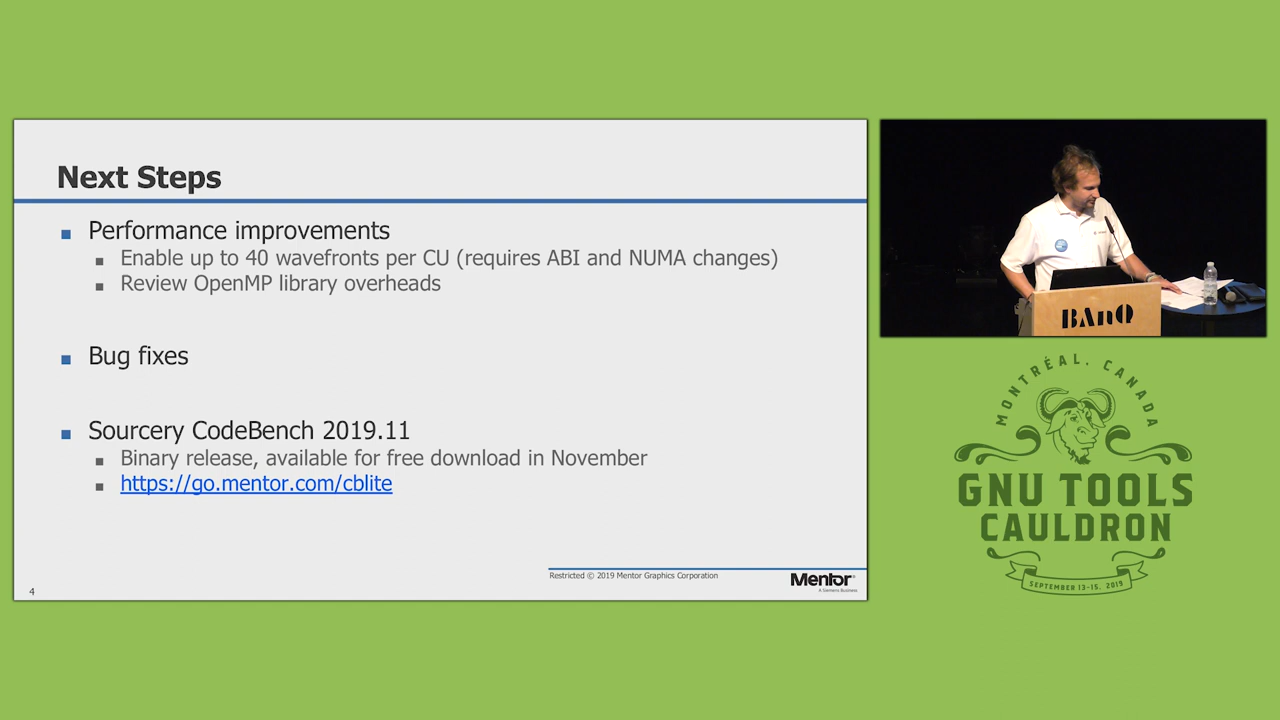 Next Steps
Performance improvements
Enable up to 40 wavefronts per CU (requires ABI and NUMA changes)
Review OpenMP library overheads
Bug fixes
Sourcery CodeBench 2019.11
Binary release, available for free download in November
https://go.mentor.com/cblite
Restricted © 2019 Mentor Graphics Corporation
Mentor®
A Siemens Business
4
BAnQ
MONTRÉAL, CANADA
GNU TOOLS
CAULDRON
SEPTEMBER 13-15, 2019